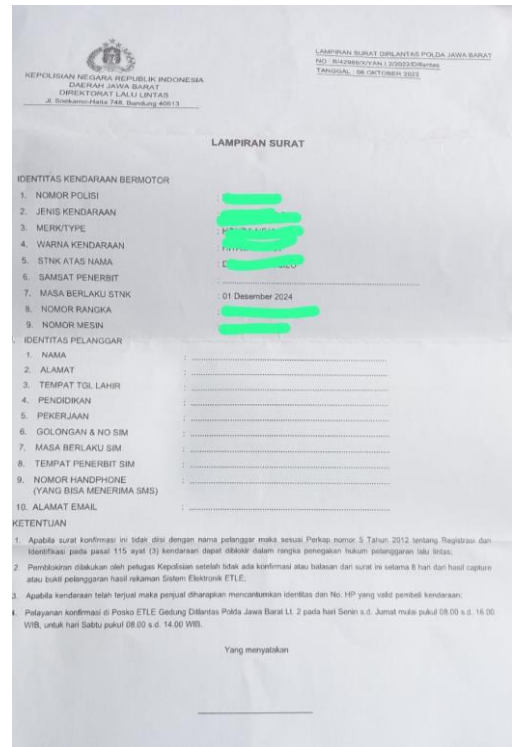 LAMPIRAN SURAT DIRLANTAS POLDA JAWA BARAT
TANGGAL : 08 OKTOBER 2022
KEPOLISIAN NEGARA REPUBLIK INDONESIA
DAERAH JAWA BARAT
DIREKTORAT LALU LINTAS
Jl. Soekarno-Hatta 748, Bandung 40613
LAMPIRAN SURAT
IDENTITAS KENDARAAN BERMOTOR
1. NOMOR POLISI :
2. JENIS KENDARAAN :
3. MERK/TYPE :
4. WARNA KENDARAAN :
5. STNK ATAS NAMA : D
6. SAMSAT PENERBIT :
7. MASA BERLAKU STNK : 01 Desember 2024
8. NOMOR RANGKA :
9. NOMOR MESIN :
IDENTITAS PELANGGAR
1. NAMA :
2. ALAMAT :
3. TEMPAT TGL LAHIR :
4. PENDIDIKAN :
5. PEKERJAAN :
6. GOLONGAN & NO SIM :
7. MASA BERLAKU SIM :
8. TEMPAT PENERBIT SIM :
9. NOMOR HANDPHONE :
(YANG BISA MENERIMA SMS)
10. ALAMAT EMAIL :
KETENTUAN
1. Apabila surat konfirmasi ini tidak diisi dengan nama pelanggar maka sesuai Perkap nomor 5 Tahun 2012 tentang Registrasi dan
Identifikasi pada pasal 115 ayat (3) kendaraan dapat diblokir dalam rangka penegakan hukum pelanggaran lalu lintas;
2. Pemblokiran dilakukan oleh petugas Kepolisian setelah tidak ada konfirmasi atau balasan dari surat ini selama 8 hari dari hasil capture
atau bukti pelanggaran hasil rekaman Sistem Elektronik ETLE;
3. Apabila kendaraan telah terjual maka penjual diharapkan mencantumkan identitas dan No. HP yang valid pembeli kendaraan;
4. Pelayanan konfirmasi di Posko ETLE Gedung Ditlantas Polda Jawa Barat Lt. 2 pada hari Senin s.d. Jumat mulai pukul 08.00 s.d. 16.00
WIB, untuk hari Sabtu pukul 08.00 s.d. 14.00 WIB.
Yang menyatakan